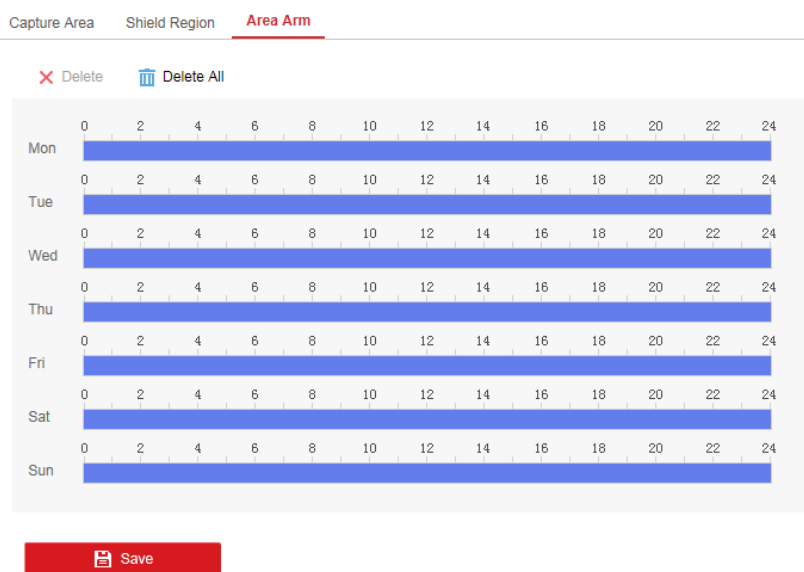 Capture Area Shield Region Area Arm
Delete Delete All
0 2 4 6 8 10 12 14 16 18 20 22 24
Mon
0 2 4 6 8 10 12 14 16 18 20 22 24
Tue
0 2 4 6 8 10 12 14 16 18 20 22 24
Wed
0 2 4 6 8 10 12 14 16 18 20 22 24
Thu
0 2 4 6 8 10 12 14 16 18 20 22 24
Fri
0 2 4 6 8 10 12 14 16 18 20 22 24
Sat
0 2 4 6 8 10 12 14 16 18 20 22 24
Sun
Save